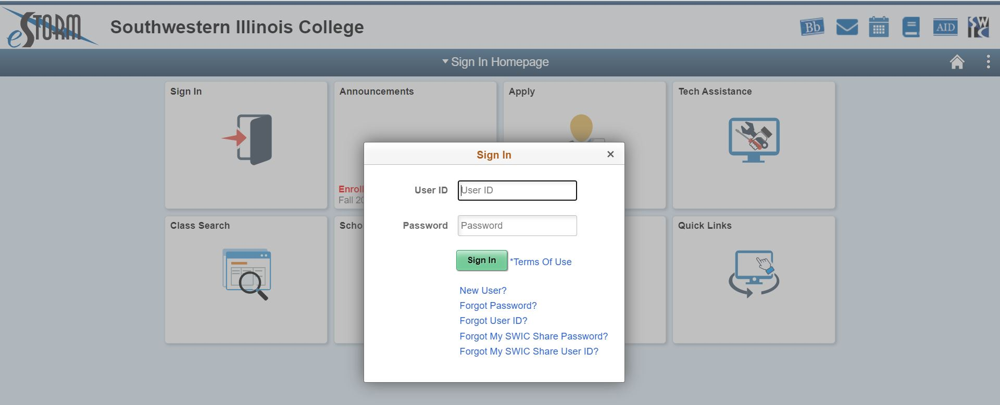 eSTORM
Southwestern Illinois College
Bb
AID
SWIC
Sign In Homepage
Sign In
Announcements
Apply
Tech Assistance
Enroll
Fall 20
Class Search
Scho
Quick Links
Sign In
User ID
User ID
Password
Password
Sign In
*Terms Of Use
New User?
Forgot Password?
Forgot User ID?
Forgot My SWIC Share Password?
Forgot My SWIC Share User ID?